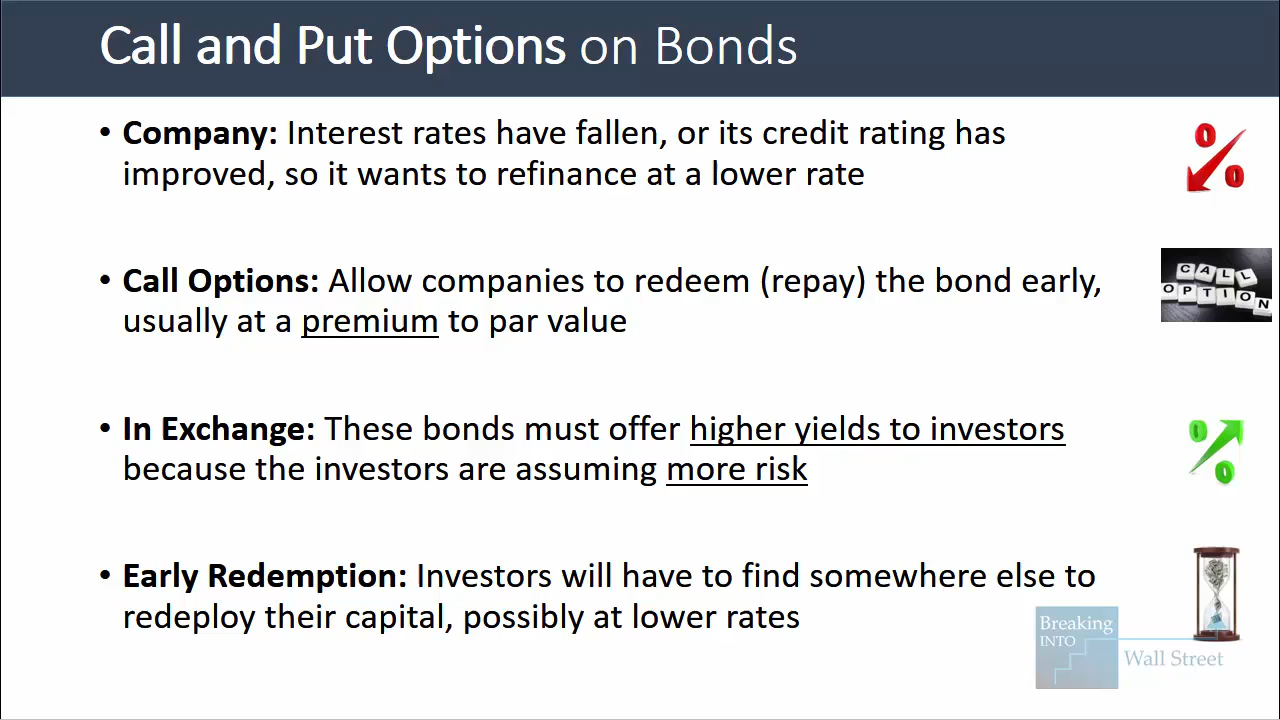 Call and Put Options on Bonds
• Company: Interest rates have fallen, or its credit rating has
improved, so it wants to refinance at a lower rate
• Call Options: Allow companies to redeem (repay) the bond early,
usually at a premium to par value
CALL
OPTION
• In Exchange: These bonds must offer higher yields to investors
because the investors are assuming more risk
• Early Redemption: Investors will have to find somewhere else to
redeploy their capital, possibly at lower rates
Breaking
INTO
Wall Street